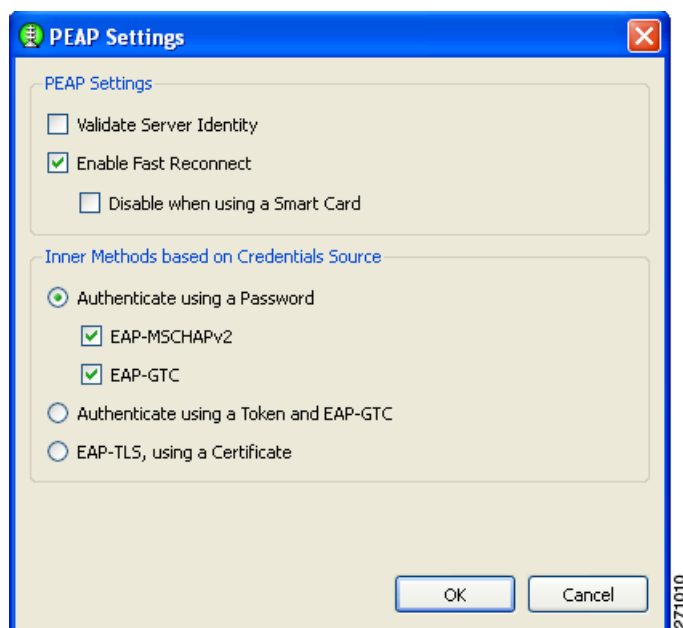 PEAP Settings
PEAP Settings
Validate Server Identity
Enable Fast Reconnect
Disable when using a Smart Card
Inner Methods based on Credentials Source
Authenticate using a Password
EAP-MSCHAPv2
EAP-GTC
Authenticate using a Token and EAP-GTC
EAP-TLS, using a Certificate
OK
Cancel
271010